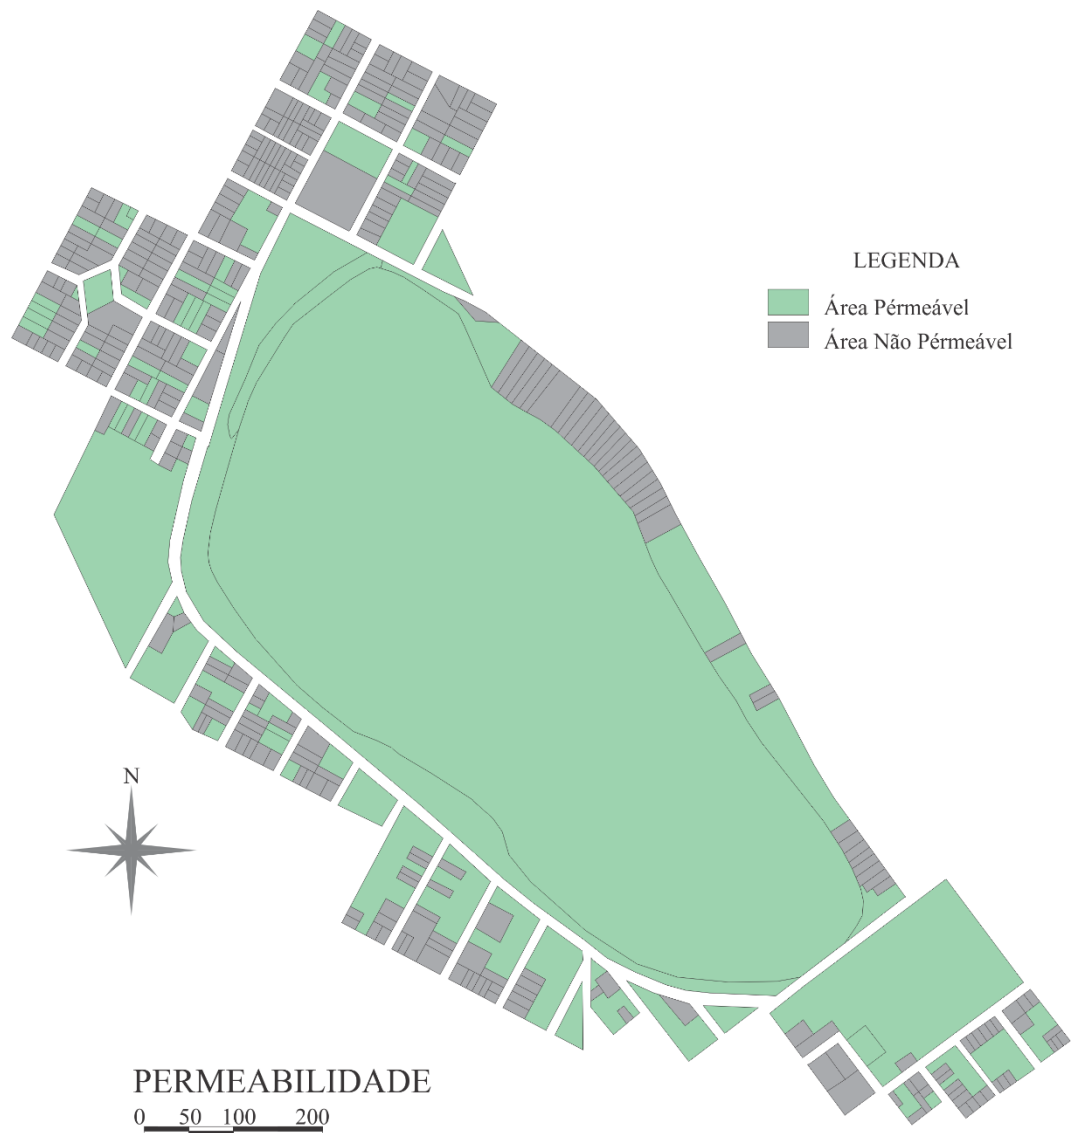 LEGENDA
Área Pérmeável
Área Não Pérmeável
N
PERMEABILIDADE
0 50 100 200